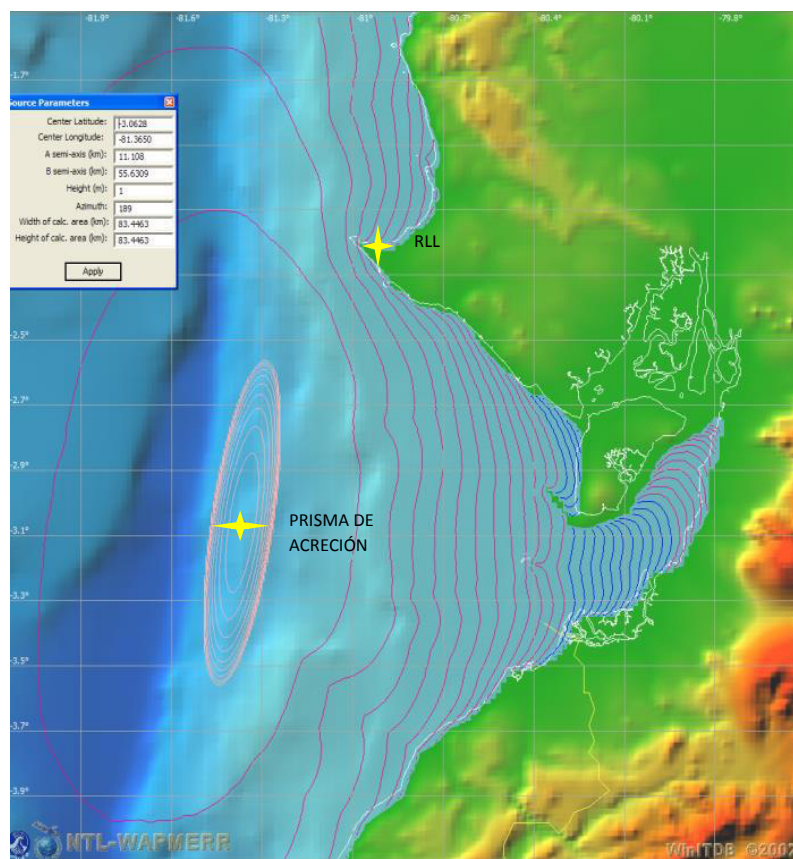 -81.9° -81.6° -81.3° -81° -80.7° -80.4° -80.1° -79.8°
-1.7°
Source Parameters
Center Latitude: -3.0628
Center Longitude: -81.3650
A semi-axis (km): 11.108
B semi-axis (km): 55.6309
Height (m): 1
Azimuth: 189
Width of calc. area (km): 83.4463
Height of calc. area (km): 83.4463
Apply
RLL
-2.5°
-2.7°
-2.9°
PRISMA DE
ACRECIÓN
-3.1°
-3.3°
-3.5°
-3.7°
-3.9°
NTL-WAPMERR
WinITDB ©2007